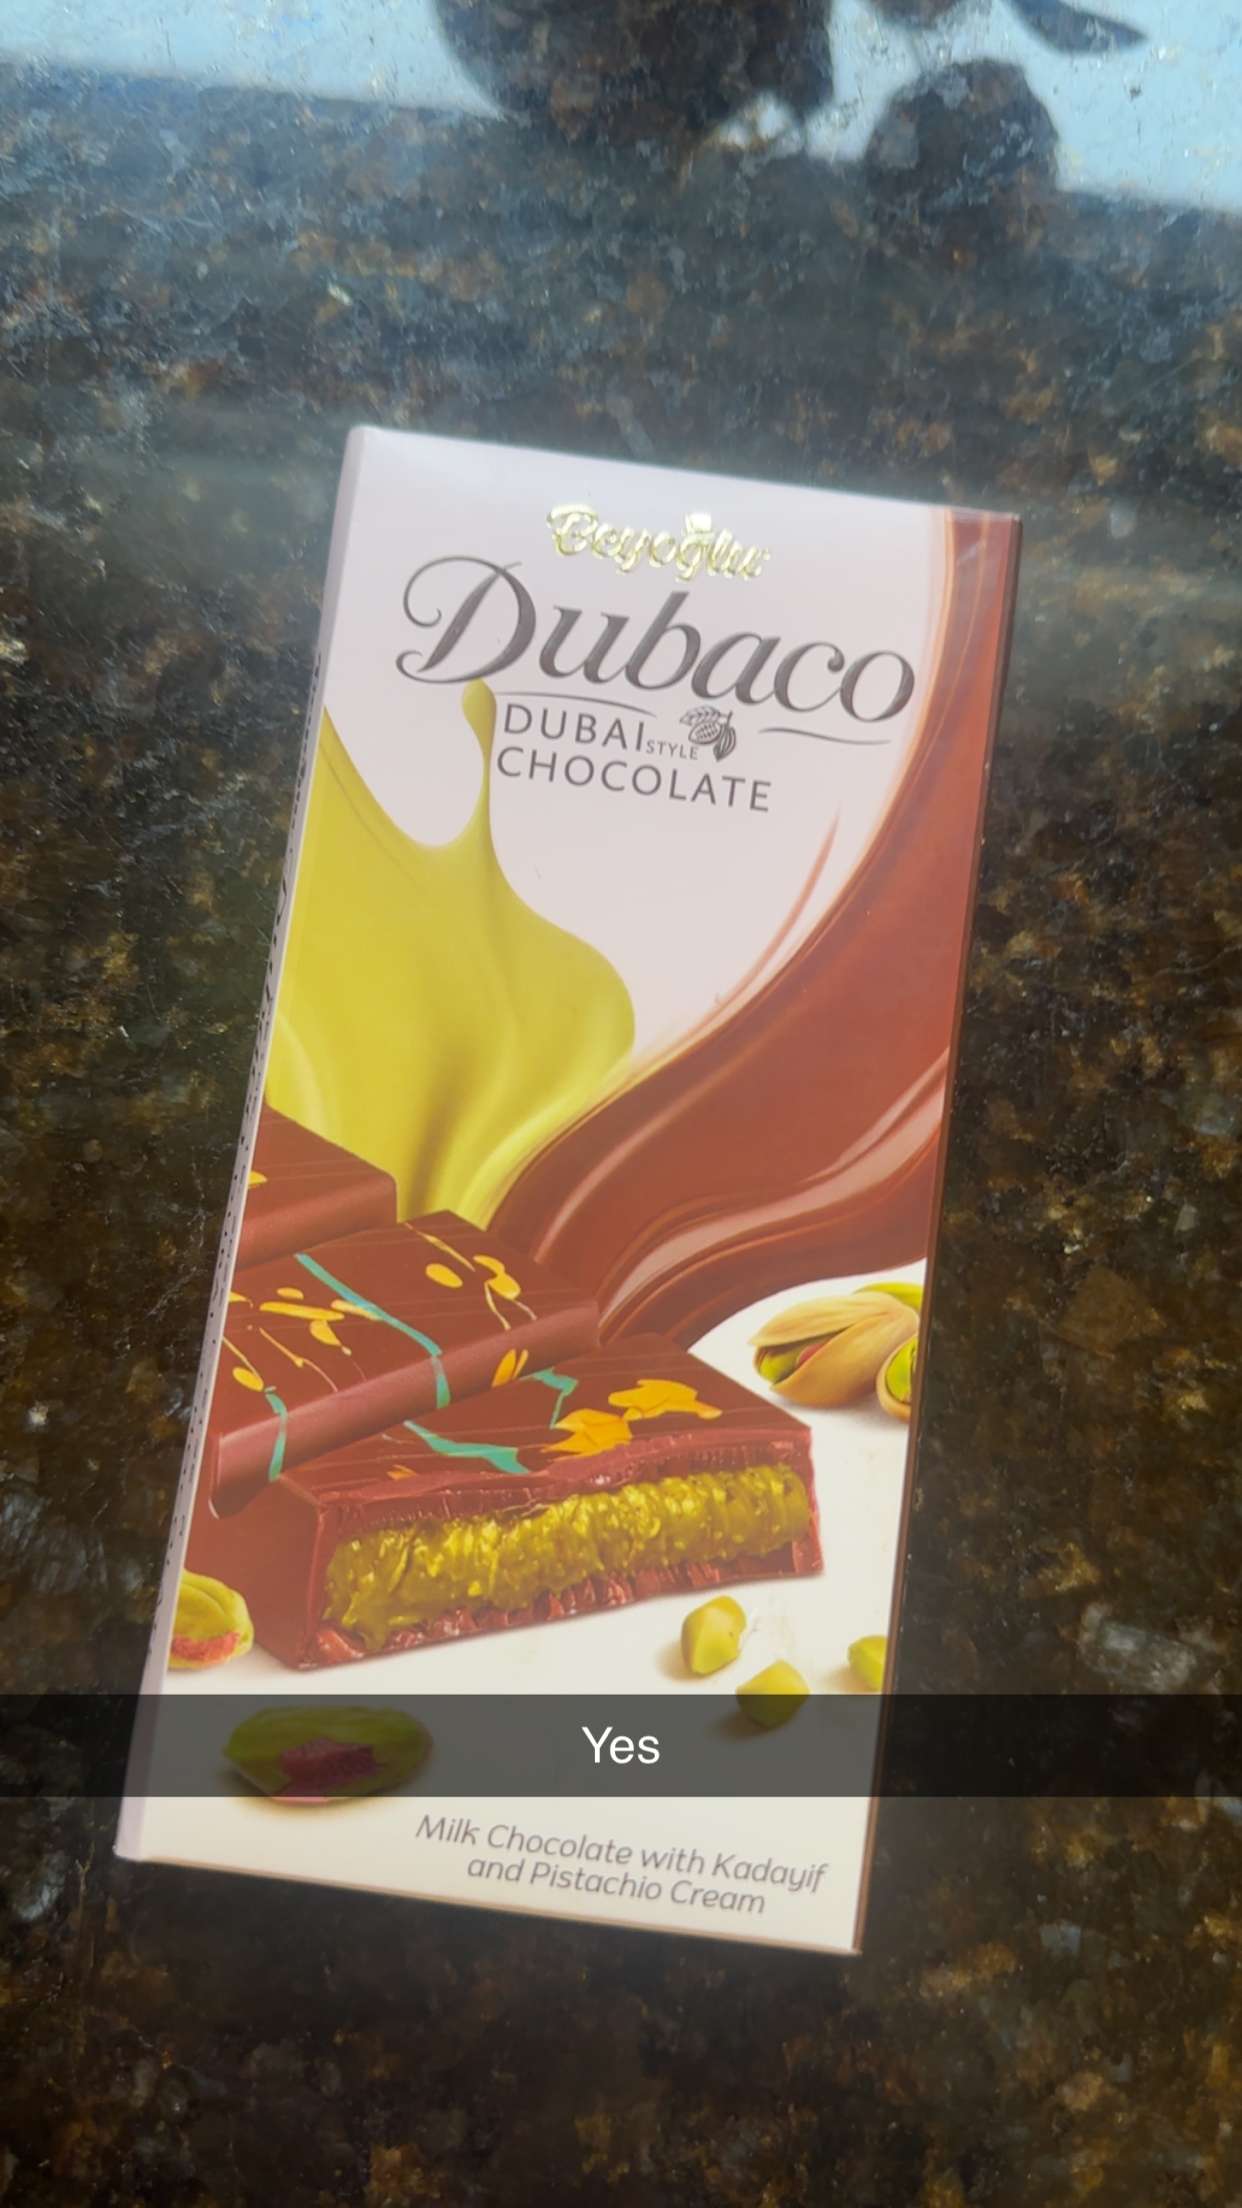 Beyoğlu
Dubaco
DUBAI STYLE
CHOCOLATE
Yes
Milk Chocolate with Kadayif
and Pistachio Cream